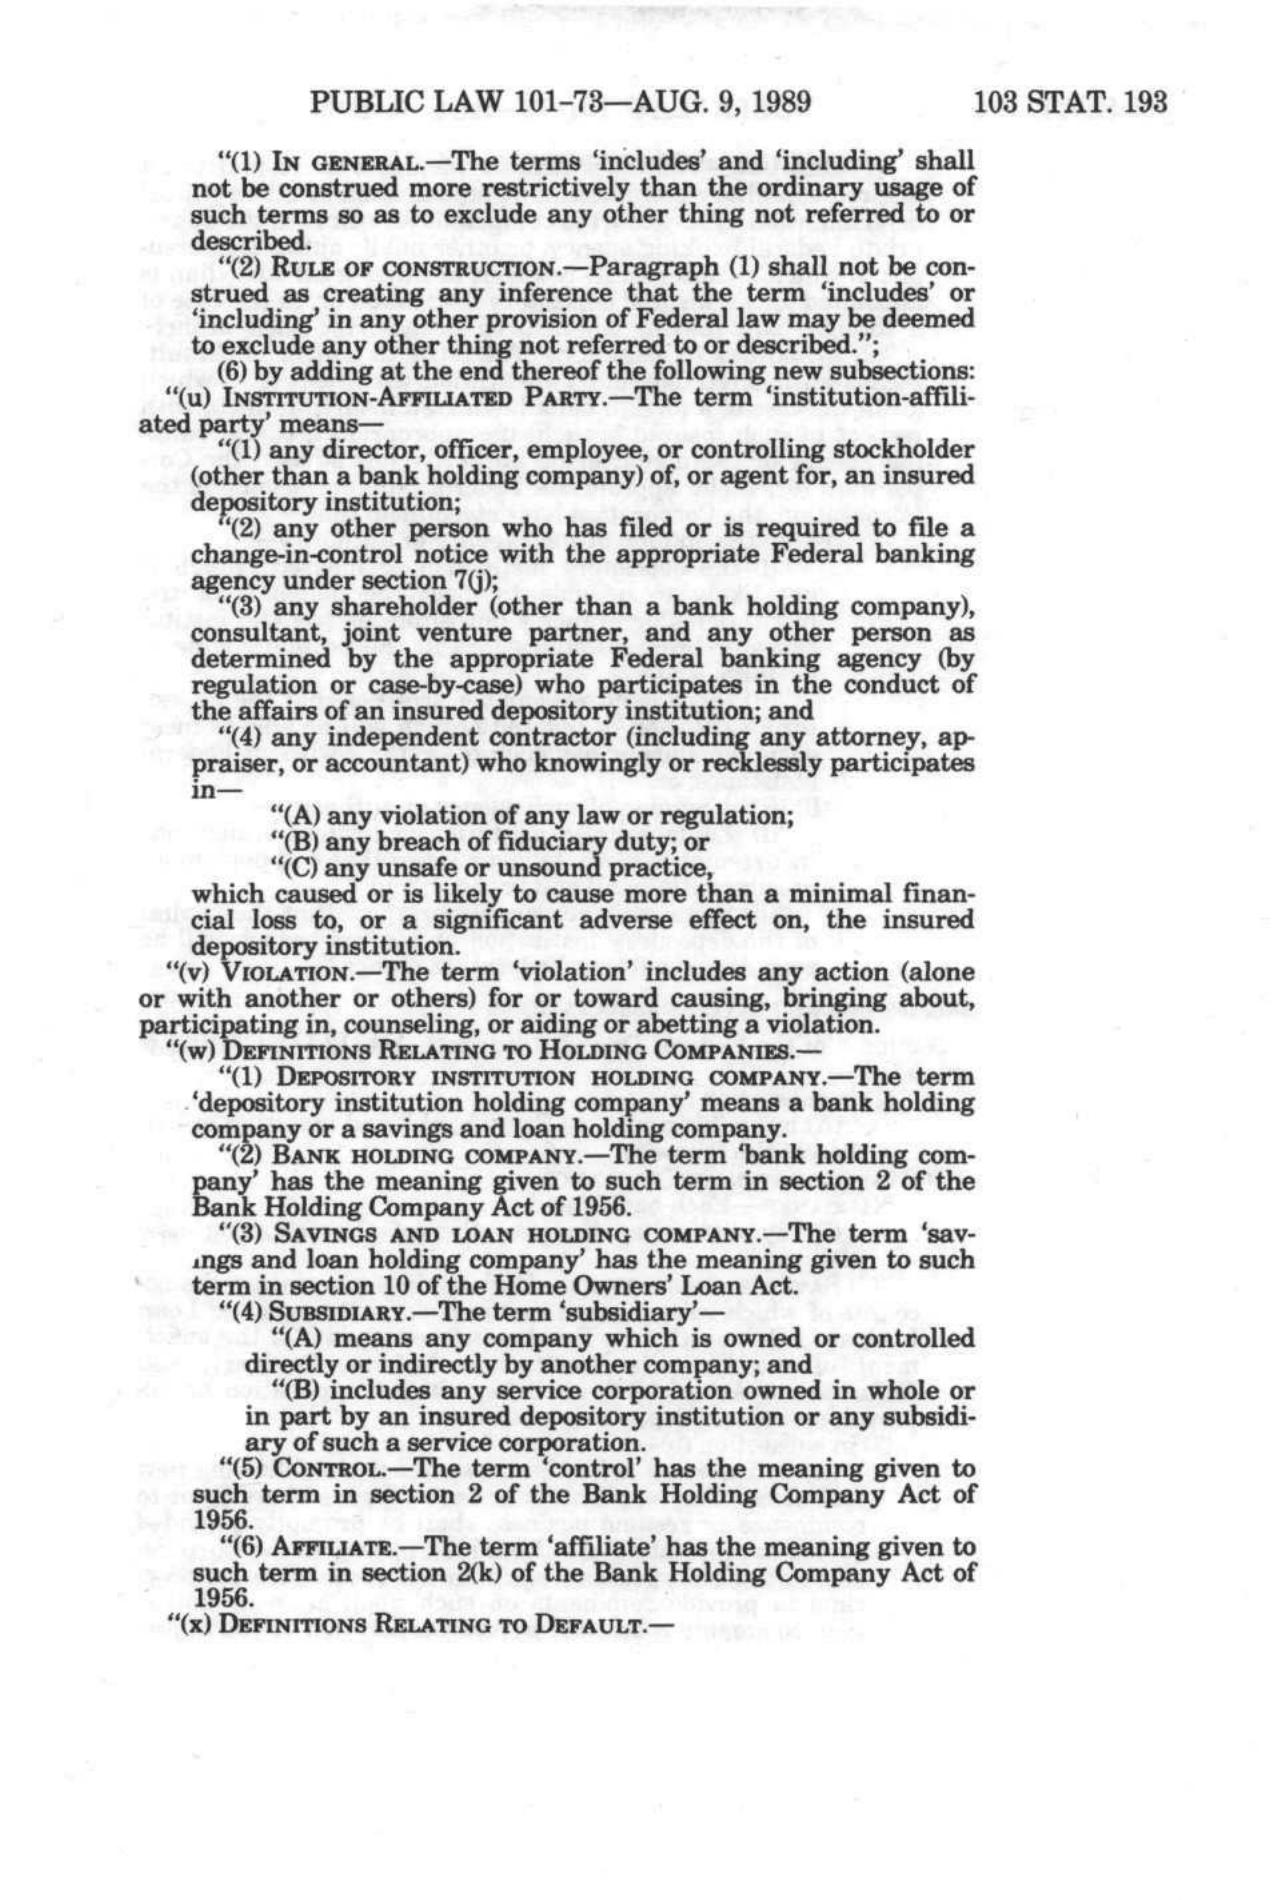 PUBLIC LAW 101–73—AUG. 9, 1989 103 STAT. 193
“(1) IN GENERAL.—The terms ‘includes’ and ‘including’ shall
not be construed more restrictively than the ordinary usage of
such terms so as to exclude any other thing not referred to or
described.
“(2) RULE OF CONSTRUCTION.—Paragraph (1) shall not be con-
strued as creating any inference that the term ‘includes’ or
‘including’ in any other provision of Federal law may be deemed
to exclude any other thing not referred to or described.”;
(6) by adding at the end thereof the following new subsections:
“(u) INSTITUTION-AFFILIATED PARTY.—The term ‘institution-affili-
ated party’ means—
“(1) any director, officer, employee, or controlling stockholder
(other than a bank holding company) of, or agent for, an insured
depository institution;
“(2) any other person who has filed or is required to file a
change-in-control notice with the appropriate Federal banking
agency under section 7(j);
“(3) any shareholder (other than a bank holding company),
consultant, joint venture partner, and any other person as
determined by the appropriate Federal banking agency (by
regulation or case-by-case) who participates in the conduct of
the affairs of an insured depository institution; and
“(4) any independent contractor (including any attorney, ap-
praiser, or accountant) who knowingly or recklessly participates
in—
“(A) any violation of any law or regulation;
“(B) any breach of fiduciary duty; or
“(C) any unsafe or unsound practice,
which caused or is likely to cause more than a minimal finan-
cial loss to, or a significant adverse effect on, the insured
depository institution.
“(v) VIOLATION.—The term ‘violation’ includes any action (alone
or with another or others) for or toward causing, bringing about,
participating in, counseling, or aiding or abetting a violation.
“(w) DEFINITIONS RELATING TO HOLDING COMPANIES.—
“(1) DEPOSITORY INSTITUTION HOLDING COMPANY.—The term
‘depository institution holding company’ means a bank holding
company or a savings and loan holding company.
“(2) BANK HOLDING COMPANY.—The term ‘bank holding com-
pany’ has the meaning given to such term in section 2 of the
Bank Holding Company Act of 1956.
“(3) SAVINGS AND LOAN HOLDING COMPANY.—The term ‘sav-
ings and loan holding company’ has the meaning given to such
term in section 10 of the Home Owners’ Loan Act.
“(4) SUBSIDIARY.—The term ‘subsidiary’—
“(A) means any company which is owned or controlled
directly or indirectly by another company; and
“(B) includes any service corporation owned in whole or
in part by an insured depository institution or any subsidi-
ary of such a service corporation.
“(5) CONTROL.—The term ‘control’ has the meaning given to
such term in section 2 of the Bank Holding Company Act of
1956.
“(6) AFFILIATE.—The term ‘affiliate’ has the meaning given to
such term in section 2(k) of the Bank Holding Company Act of
1956.
“(x) DEFINITIONS RELATING TO DEFAULT.—